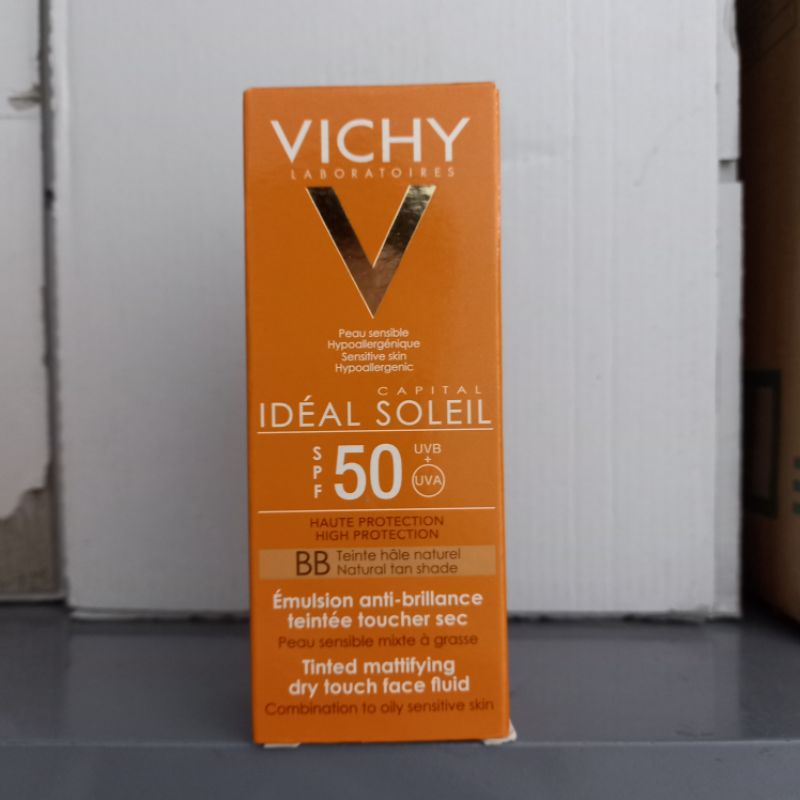 VICHY
LABORATOIRES
V
Peau sensible
Hypoallergénique
Sensitive skin
Hypoallergenic
CAPITAL
IDÉAL SOLEIL
SPF 50 UVB + UVA
HAUTE PROTECTION
HIGH PROTECTION
BB Teinte hâle naturel
Natural tan shade
Émulsion anti-brillance
teintée toucher sec
Peau sensible mixte à grasse
Tinted mattifying
dry touch face fluid
Combination to oily sensitive skin